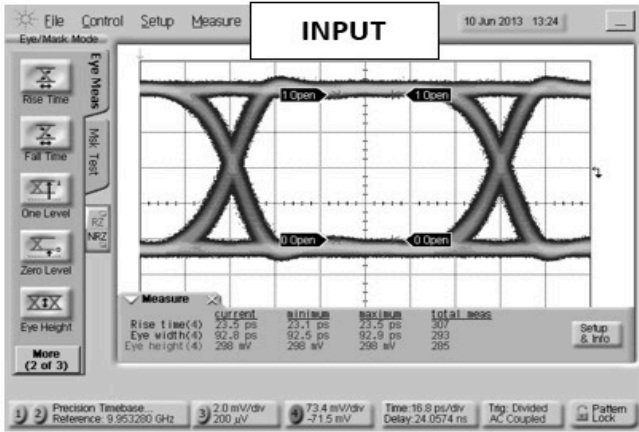 File Control Setup Measure
INPUT
10 Jun 2013 13:24
Eye/Mask Mode
Eye Meas
Msk Test
RZ
NRZ
Rise Time
Fall Time
One Level
Zero Level
Eye Height
More
(2 of 3)
1 Open 1 Open
0 Open 0 Open
Measure
current minimum maximum total meas
Rise time(4) 23.5 ps 23.1 ps 23.5 ps 307
Eye width(4) 92.8 ps 92.5 ps 92.9 ps 293
Eye height(4) 298 mV 298 mV 298 mV 285
Setup
& Info
1) 2) Precision Timebase...
Reference: 9.953280 GHz
3) 2.0 mV/div
200 µV
4) 73.4 mV/div
-71.5 mV
Time:16.8 ps/div
Delay:24.0574 ns
Trig: Divided
AC Coupled
Pattern
Lock